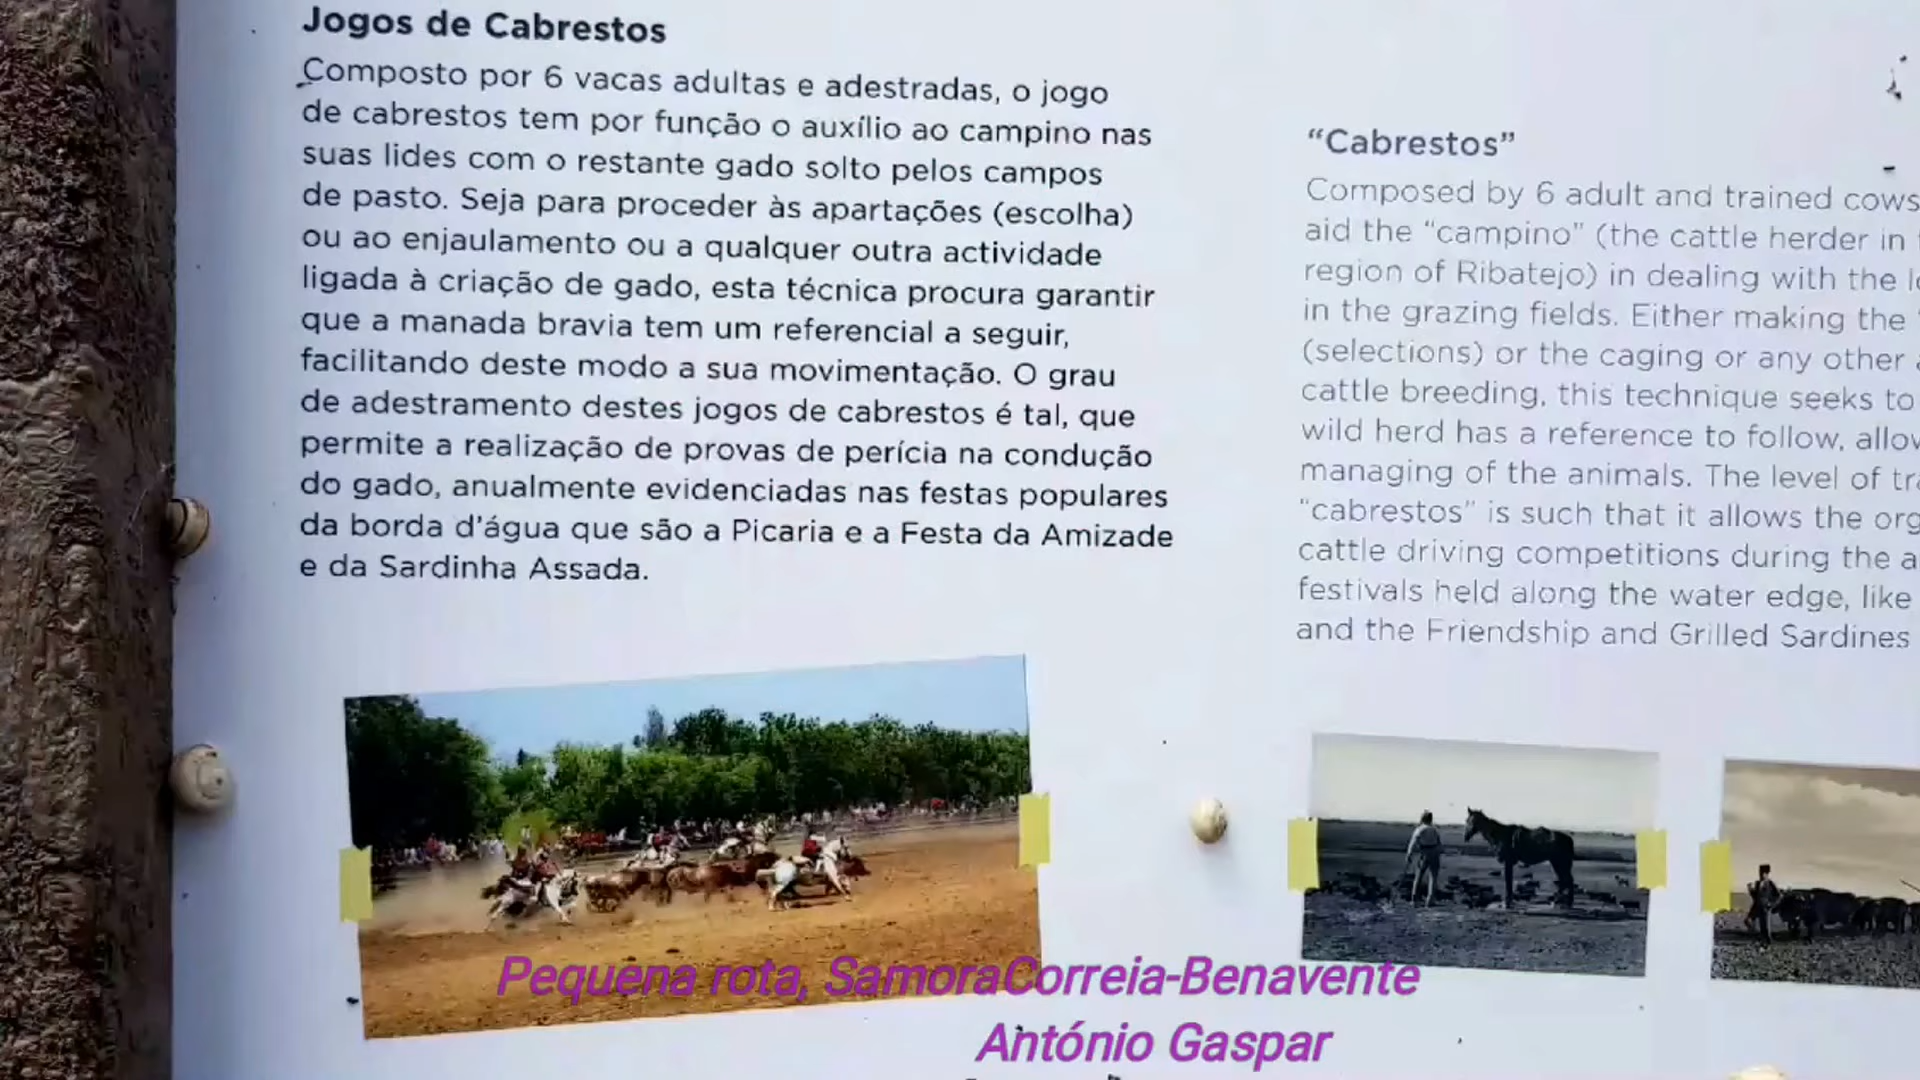 Jogos de Cabrestos
Composto por 6 vacas adultas e adestradas, o jogo
de cabrestos tem por função o auxílio ao campino nas
suas lides com o restante gado solto pelos campos
de pasto. Seja para proceder às apartações (escolha)
ou ao enjaulamento ou a qualquer outra actividade
ligada à criação de gado, esta técnica procura garantir
que a manada bravia tem um referencial a seguir,
facilitando deste modo a sua movimentação. O grau
de adestramento destes jogos de cabrestos é tal, que
permite a realização de provas de perícia na condução
do gado, anualmente evidenciadas nas festas populares
da borda d'água que são a Picaria e a Festa da Amizade
e da Sardinha Assada.
“Cabrestos”
Composed by 6 adult and trained cows
aid the “campino” (the cattle herder in
region of Ribatejo) in dealing with the
in the grazing fields. Either making the
(selections) or the caging or any other
cattle breeding, this technique seeks to
wild herd has a reference to follow,
managing of the animals. The level of
“cabrestos” is such that it allows the
cattle driving competitions during the
festivals held along the water edge, like
and the Friendship and Grilled Sardines
Pequena rota, SamoraCorreia-Benavente
António Gaspar